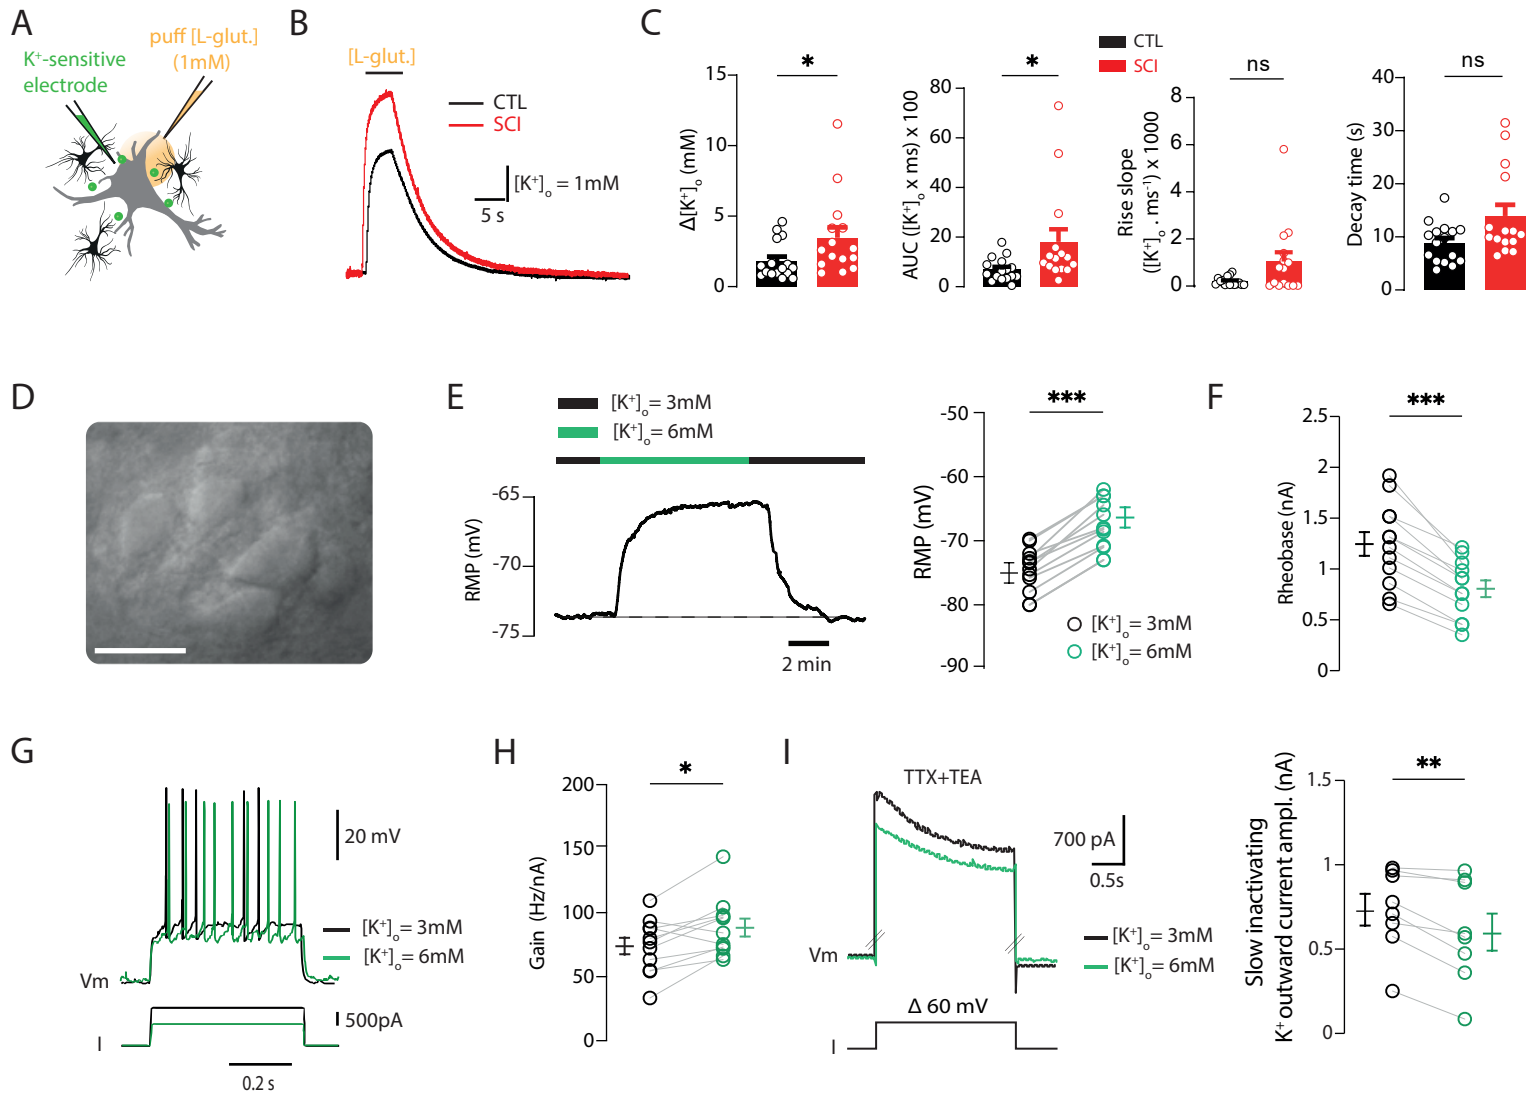 A
K⁺-sensitive
electrode
puff [L-glut.]
(1mM)
B
[L-glut.]
CTL
SCI
[K⁺]ₒ = 1mM
5 s
C
CTL
SCI
Δ[K⁺]ₒ (mM)
15
10
5
0
*
AUC ([K⁺]ₒ x ms) x 100
80
60
40
20
0
*
Rise slope
([K⁺]ₒ . ms⁻¹) x 1000
8
6
4
2
0
ns
Decay time (s)
40
30
20
10
0
ns
D
E
[K⁺]ₒ= 3mM
[K⁺]ₒ= 6mM
RMP (mV)
-65
-70
-75
2 min
RMP (mV)
-50
-60
-70
-80
-90
***
[K⁺]ₒ= 3mM
[K⁺]ₒ= 6mM
F
Rheobase (nA)
2.5
2
1.5
1
0.5
0
***
G
20 mV
[K⁺]ₒ= 3mM
[K⁺]ₒ= 6mM
Vm
500pA
I
0.2 s
H
Gain (Hz/nA)
200
150
100
50
0
*
I
TTX+TEA
700 pA
0.5s
Vm
[K⁺]ₒ= 3mM
[K⁺]ₒ= 6mM
Δ 60 mV
I
Slow inactivating
K⁺ outward current ampl. (nA)
1.5
1
0.5
0
**